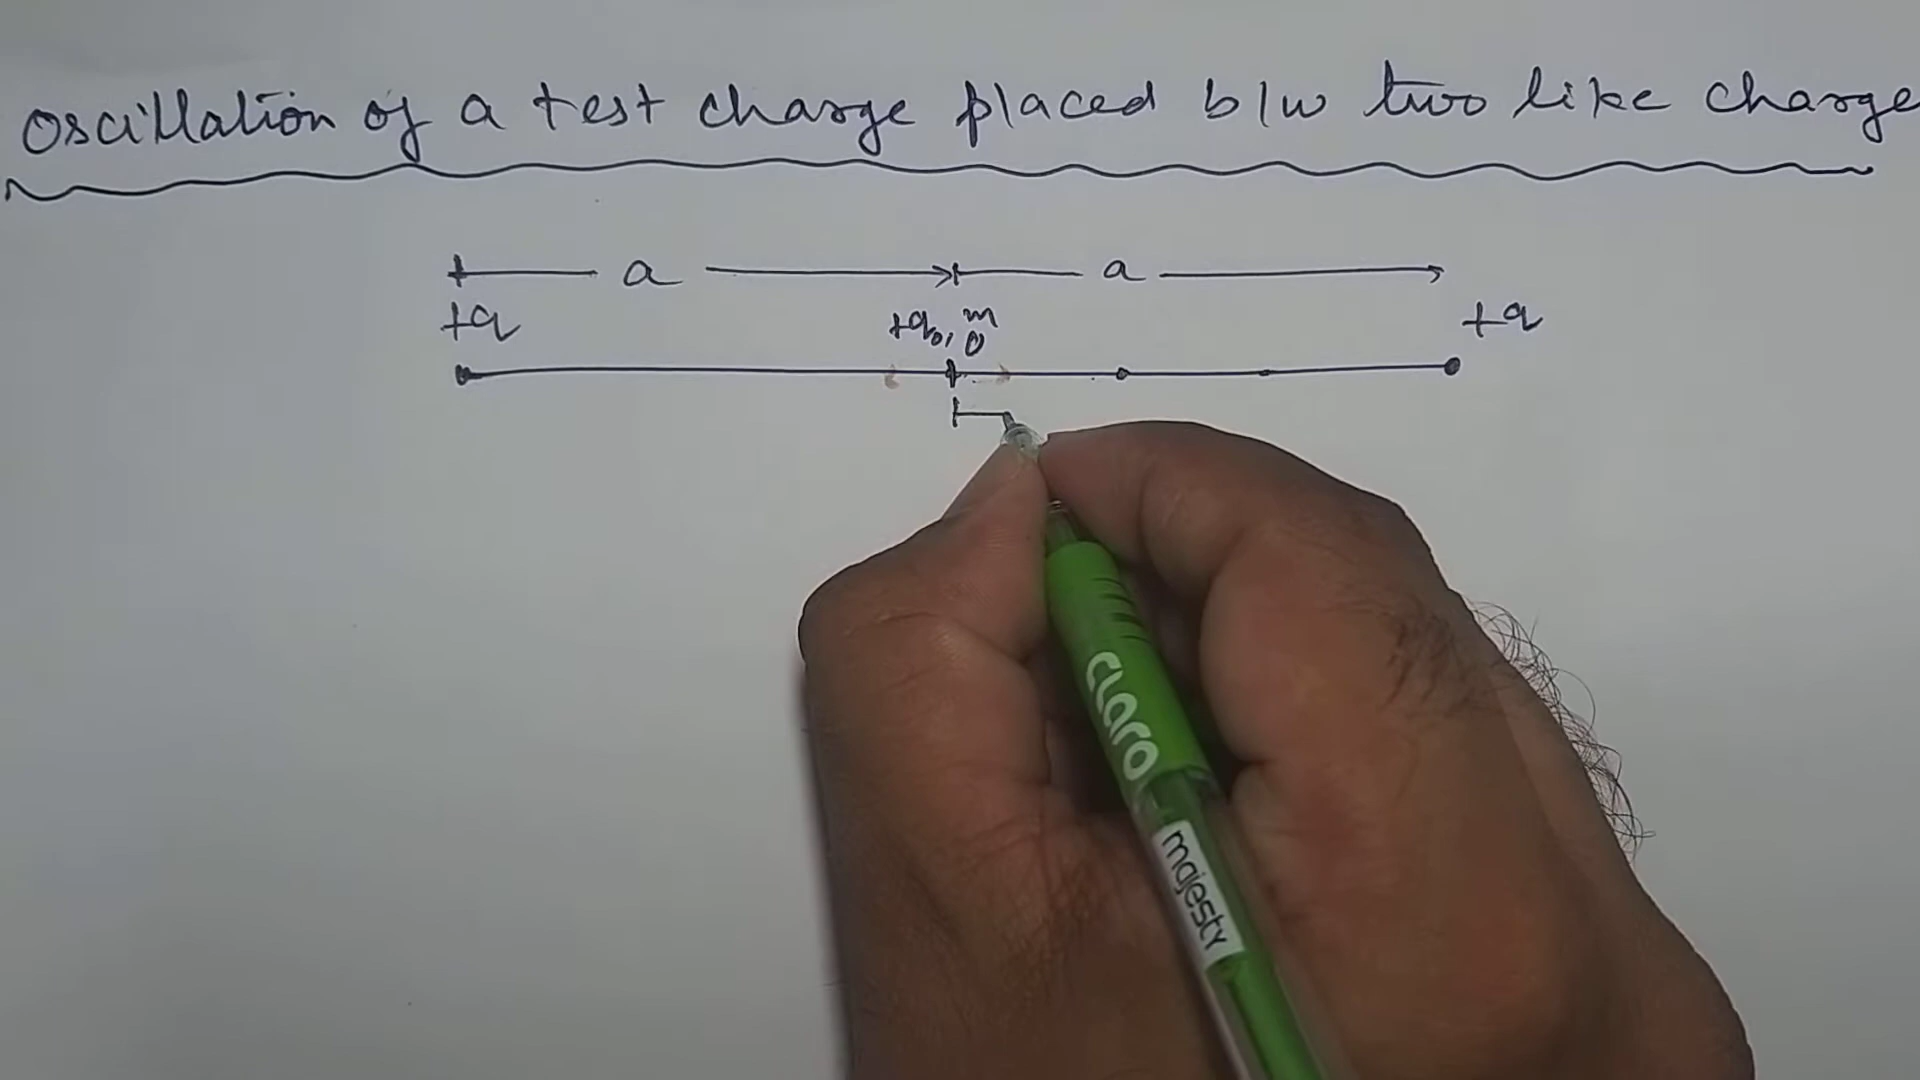 Oscillation of a test charge placed b/w two like charge
a a
+q +q₀, m +q
O
CLARO
majesty